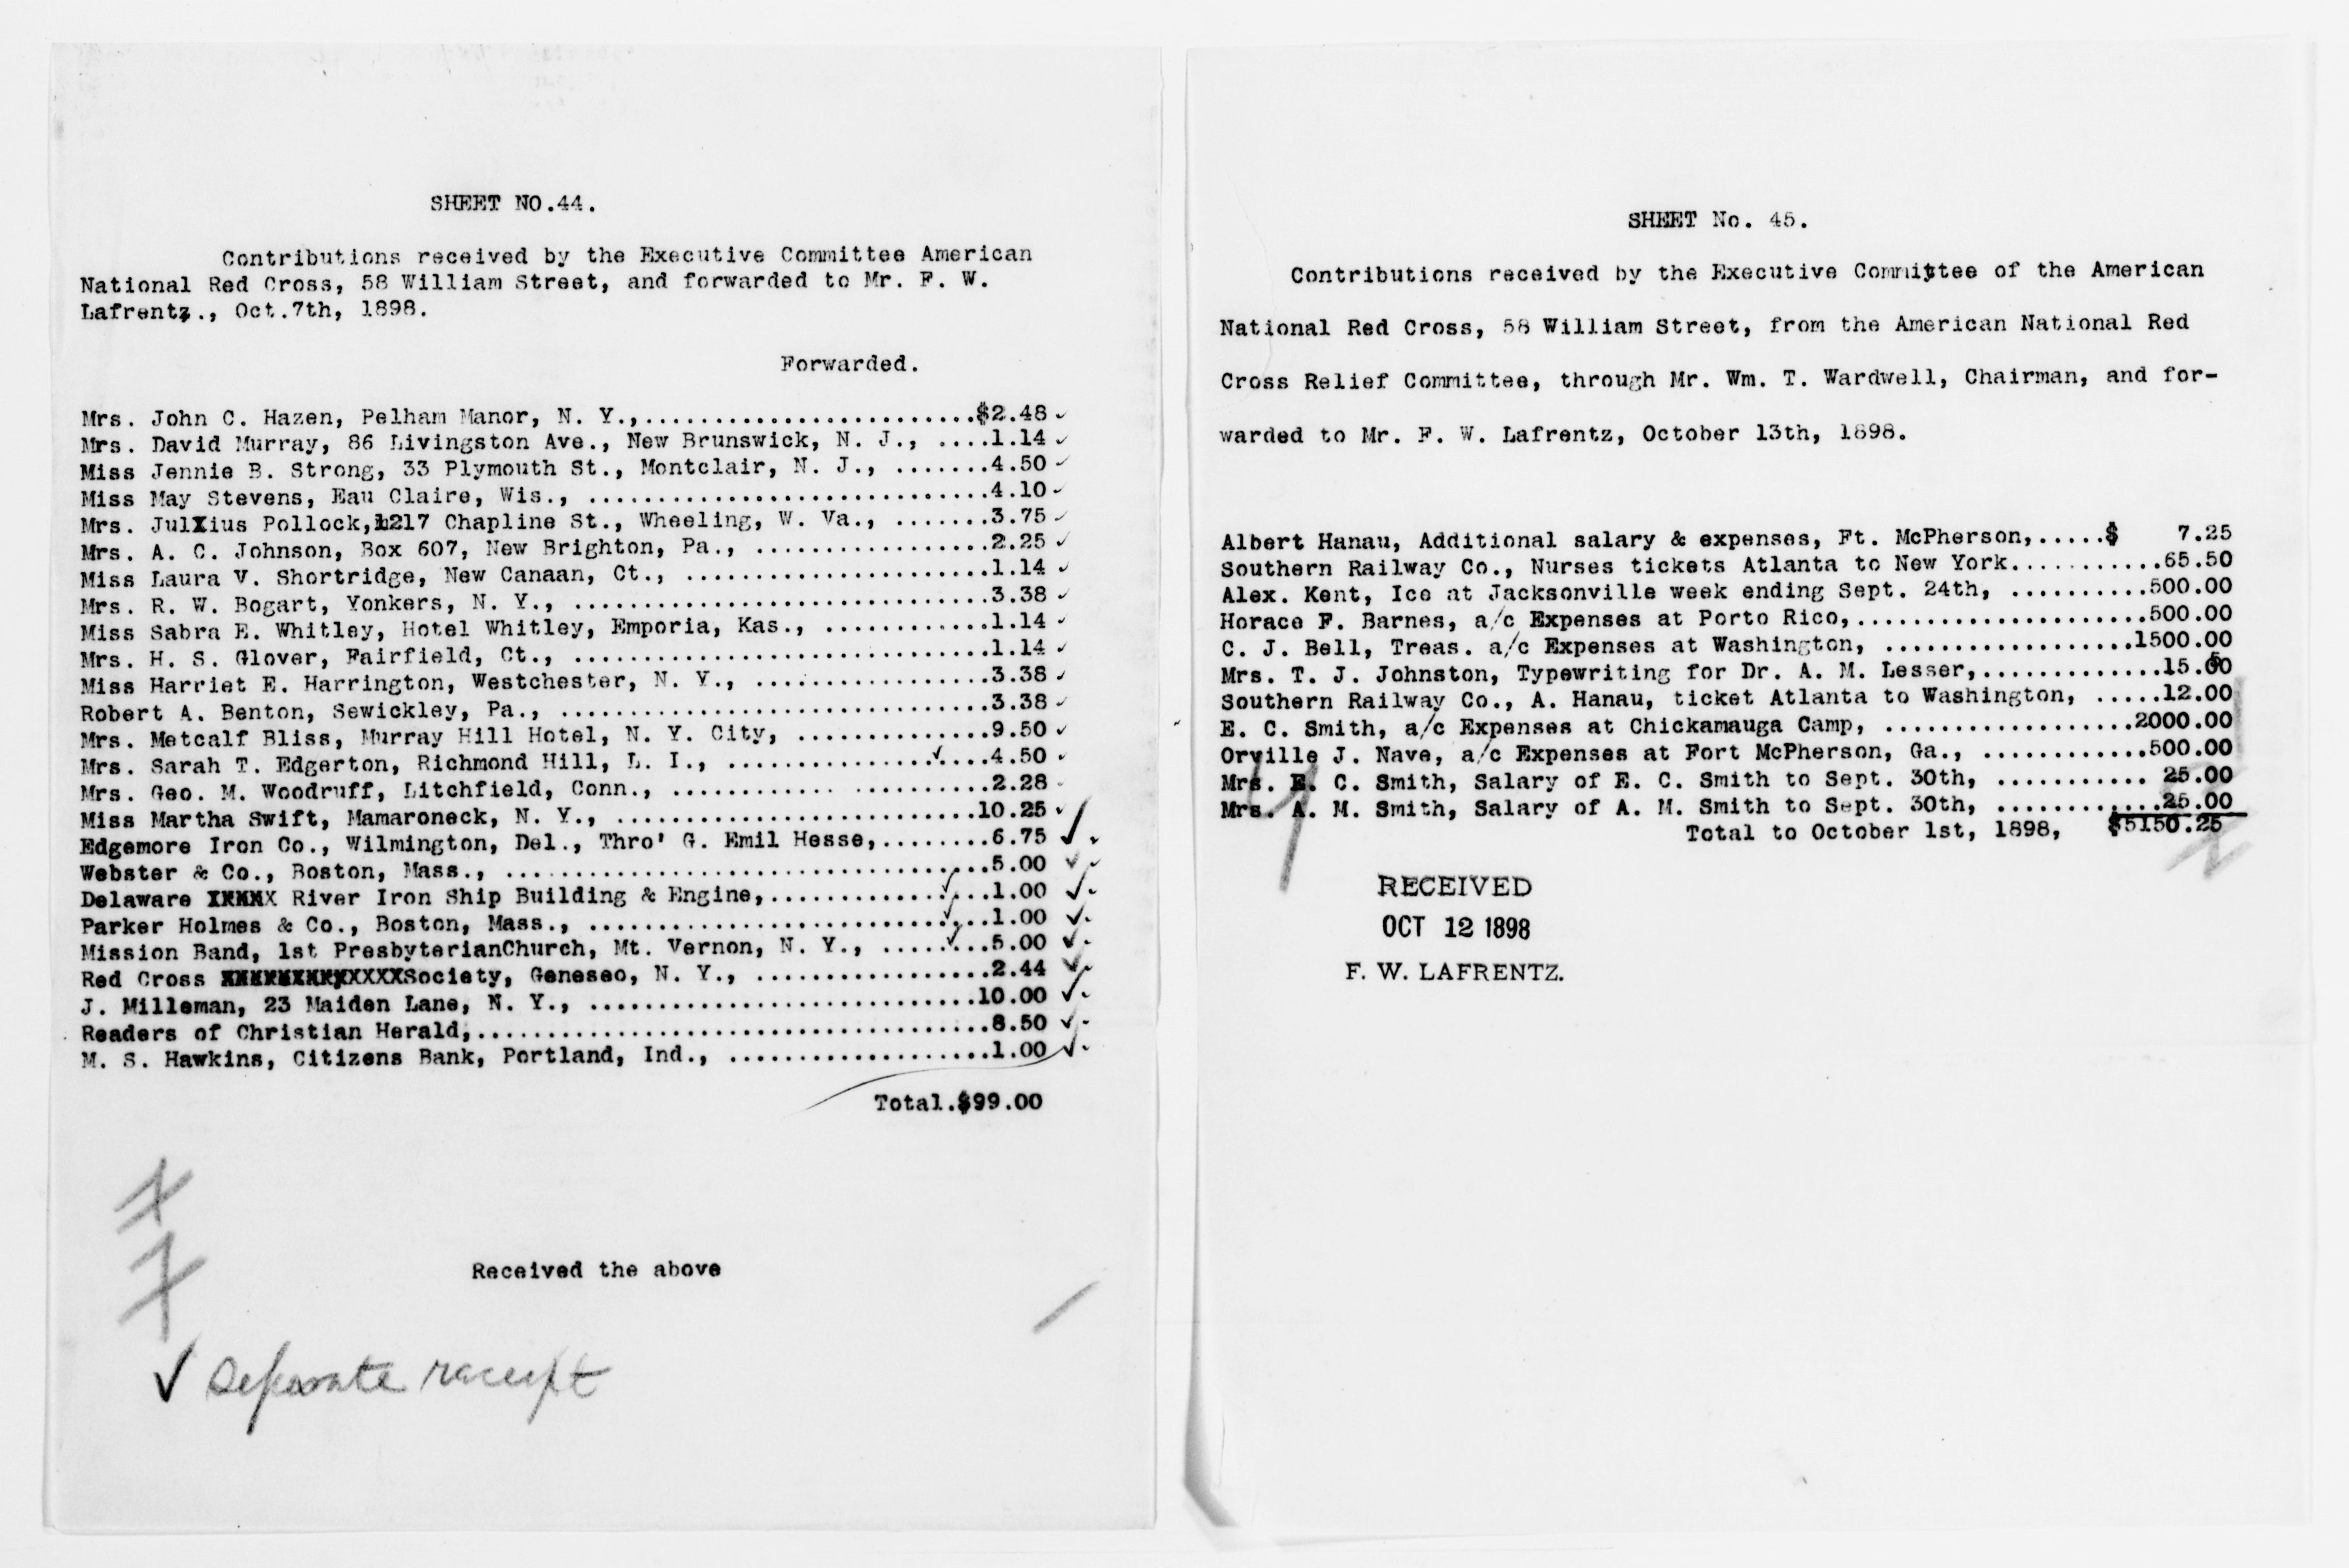 SHEET NO.44.
Contributions received by the Executive Committee American
National Red Cross, 58 William Street, and forwarded to Mr. F. W.
Lafrentz., Oct.7th, 1898.
Forwarded.
Mrs. John C. Hazen, Pelham Manor, N. Y.,........................$2.48 ✓
Mrs. David Murray, 86 Livingston Ave., New Brunswick, N. J., ....1.14 ✓
Miss Jennie B. Strong, 33 Plymouth St., Montclair, N. J., .......4.50 ✓
Miss May Stevens, Eau Claire, Wis., .............................4.10 ✓
Mrs. JulXius Pollock,1217 Chapline St., Wheeling, W. Va., .......3.75 ✓
Mrs. A. C. Johnson, Box 607, New Brighton, Pa., .................2.25 ✓
Miss Laura V. Shortridge, New Canaan, Ct., ......................1.14 ✓
Mrs. R. W. Bogart, Yonkers, N. Y., ..............................3.38 ✓
Miss Sabra E. Whitley, Hotel Whitley, Emporia, Kas., ............1.14 ✓
Mrs. H. S. Glover, Fairfield, Ct., ..............................1.14 ✓
Miss Harriet E. Harrington, Westchester, N. Y., .................3.38 ✓
Robert A. Benton, Sewickley, Pa., ...............................3.38 ✓
Mrs. Metcalf Bliss, Murray Hill Hotel, N. Y. City, ..............9.50 ✓
Mrs. Sarah T. Edgerton, Richmond Hill, L. I., ...............✓....4.50 ✓
Mrs. Geo. M. Woodruff, Litchfield, Conn., .......................2.28
Miss Martha Swift, Mamaroneck, N. Y., ..........................10.25 ✓
Edgemore Iron Co., Wilmington, Del., Thro' G. Emil Hesse,........6.75 ✓
Webster & Co., Boston, Mass., ...................................5.00 ✓
Delaware XXXXX River Iron Ship Building & Engine,................1.00 ✓
Parker Holmes & Co., Boston, Mass., .............................1.00 ✓
Mission Band, 1st PresbyterianChurch, Mt. Vernon, N. Y., ........5.00 ✓
Red Cross XXXXXXXXXXXXXSociety, Geneseo, N. Y., .................2.44 ✓
J. Milleman, 23 Maiden Lane, N. Y., ............................10.00 ✓
Readers of Christian Herald,.....................................8.50 ✓
M. S. Hawkins, Citizens Bank, Portland, Ind., ...................1.00 ✓
Total.$99.00
Received the above
✓ Seperate receipt
SHEET No. 45.
Contributions received by the Executive Committee of the American
National Red Cross, 58 William Street, from the American National Red
Cross Relief Committee, through Mr. Wm. T. Wardwell, Chairman, and for-
warded to Mr. F. W. Lafrentz, October 13th, 1898.
Albert Hanau, Additional salary & expenses, Ft. McPherson,.....$ 7.25
Southern Railway Co., Nurses tickets Atlanta to New York...........65.50
Alex. Kent, Ice at Jacksonville week ending Sept. 24th, ..........500.00
Horace F. Barnes, a/c Expenses at Porto Rico,.....................500.00
C. J. Bell, Treas. a/c Expenses at Washington, ..................1500.00
Mrs. T. J. Johnston, Typewriting for Dr. A. M. Lesser,.............15.50
Southern Railway Co., A. Hanau, ticket Atlanta to Washington, .....12.00
E. C. Smith, a/c Expenses at Chickamauga Camp, ..................2000.00
Orville J. Nave, a/c Expenses at Fort McPherson, Ga., ............500.00
Mrs. E. C. Smith, Salary of E. C. Smith to Sept. 30th, ........... 25.00
Mrs. A. M. Smith, Salary of A. M. Smith to Sept. 30th, ............25.00
Total to October 1st, 1898, $5150.25
RECEIVED
OCT 12 1898
F. W. LAFRENTZ.